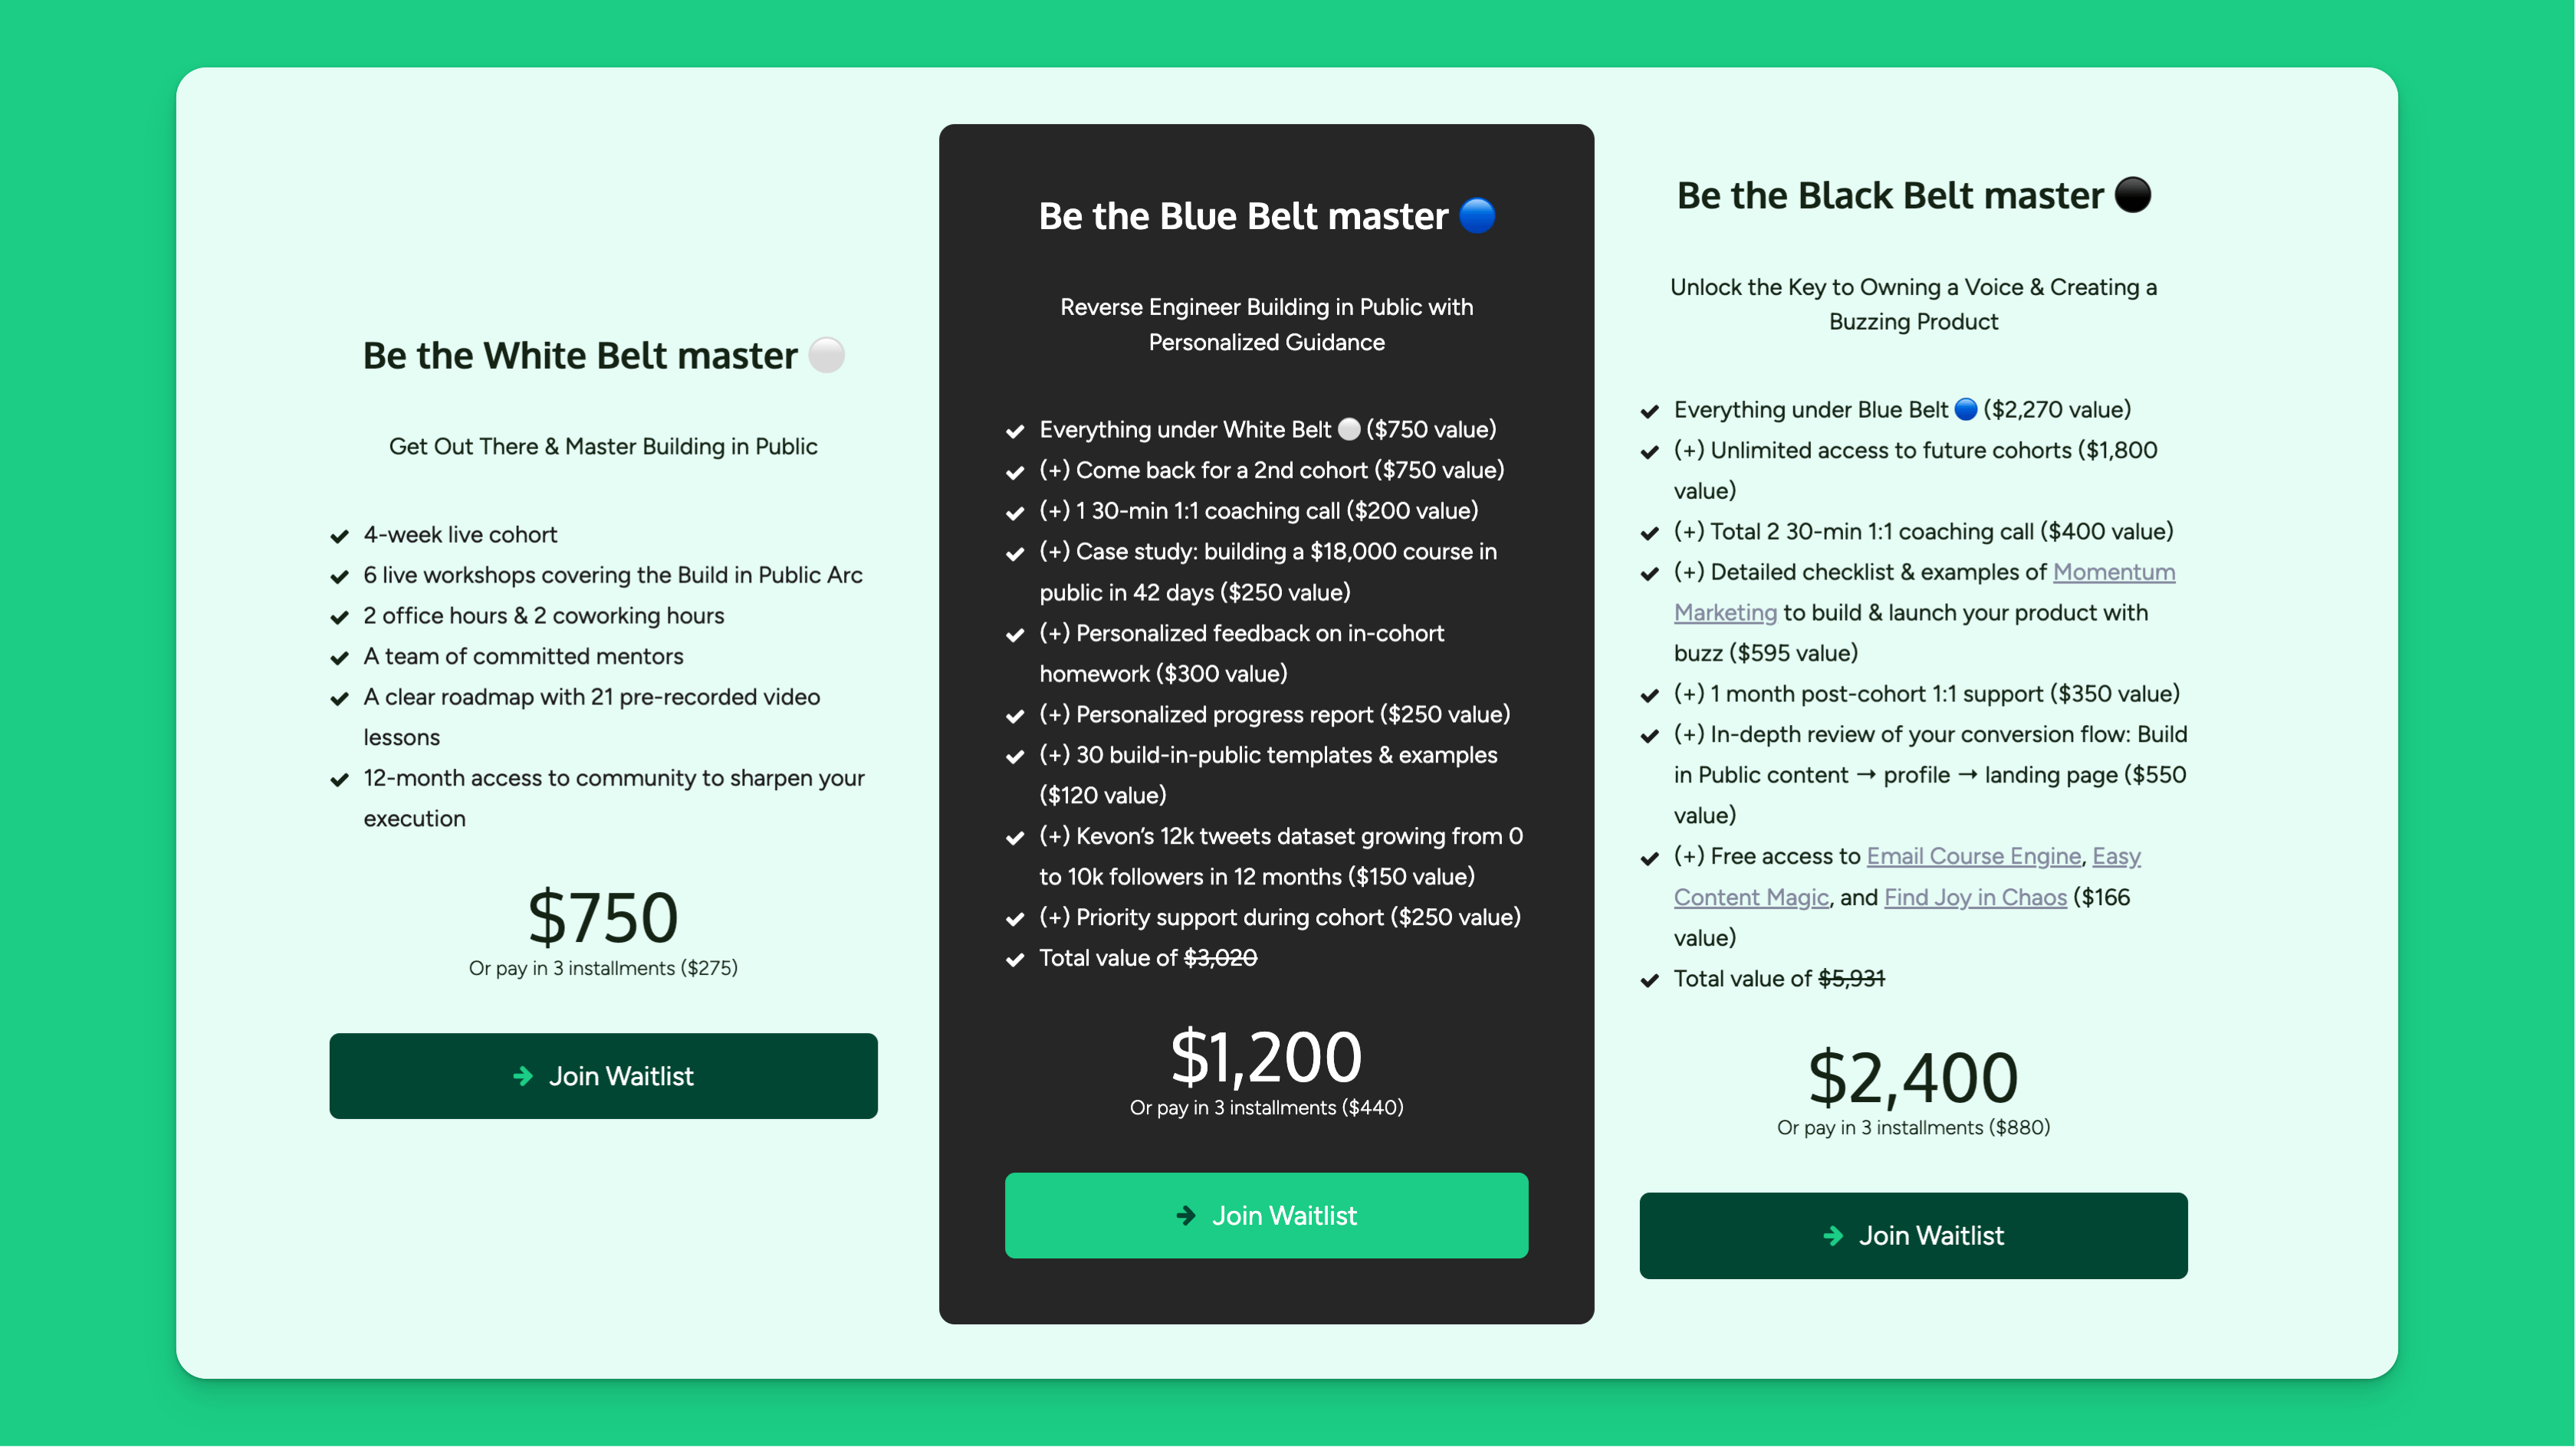 Be the White Belt master ⚪
Get Out There & Master Building in Public
4-week live cohort
6 live workshops covering the Build in Public Arc
2 office hours & 2 coworking hours
A team of committed mentors
A clear roadmap with 21 pre-recorded video
lessons
12-month access to community to sharpen your
execution
$750
Or pay in 3 installments ($275)
→ Join Waitlist
Be the Blue Belt master 🔵
Reverse Engineer Building in Public with
Personalized Guidance
Everything under White Belt ⚪ ($750 value)
(+) Come back for a 2nd cohort ($750 value)
(+) 1 30-min 1:1 coaching call ($200 value)
(+) Case study: building a $18,000 course in
public in 42 days ($250 value)
(+) Personalized feedback on in-cohort
homework ($300 value)
(+) Personalized progress report ($250 value)
(+) 30 build-in-public templates & examples
($120 value)
(+) Kevon’s 12k tweets dataset growing from 0
to 10k followers in 12 months ($150 value)
(+) Priority support during cohort ($250 value)
Total value of $3,020
$1,200
Or pay in 3 installments ($440)
→ Join Waitlist
Be the Black Belt master ⚫
Unlock the Key to Owning a Voice & Creating a
Buzzing Product
Everything under Blue Belt 🔵 ($2,270 value)
(+) Unlimited access to future cohorts ($1,800
value)
(+) Total 2 30-min 1:1 coaching call ($400 value)
(+) Detailed checklist & examples of Momentum
Marketing to build & launch your product with
buzz ($595 value)
(+) 1 month post-cohort 1:1 support ($350 value)
(+) In-depth review of your conversion flow: Build
in Public content → profile → landing page ($550
value)
(+) Free access to Email Course Engine, Easy
Content Magic, and Find Joy in Chaos ($166
value)
Total value of $5,931
$2,400
Or pay in 3 installments ($880)
→ Join Waitlist